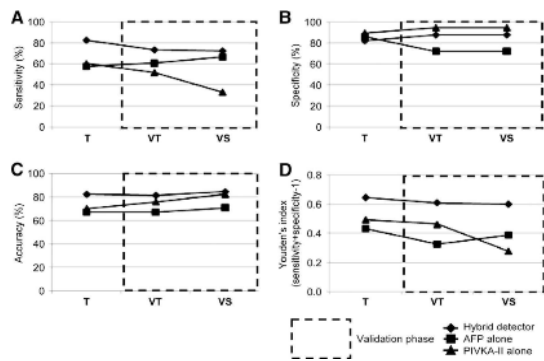 A
Sensitivity (%)
100
80
60
40
20
0
T
VT
VS
B
Specificity (%)
100
80
60
40
20
0
T
VT
VS
C
Accuracy (%)
100
80
60
40
20
0
T
VT
VS
D
Youden's index
(sensitivity+specificity-1)
0.8
0.6
0.4
0.2
0.0
T
VT
VS
Validation phase
Hybrid detector
AFP alone
PIVKA-II alone